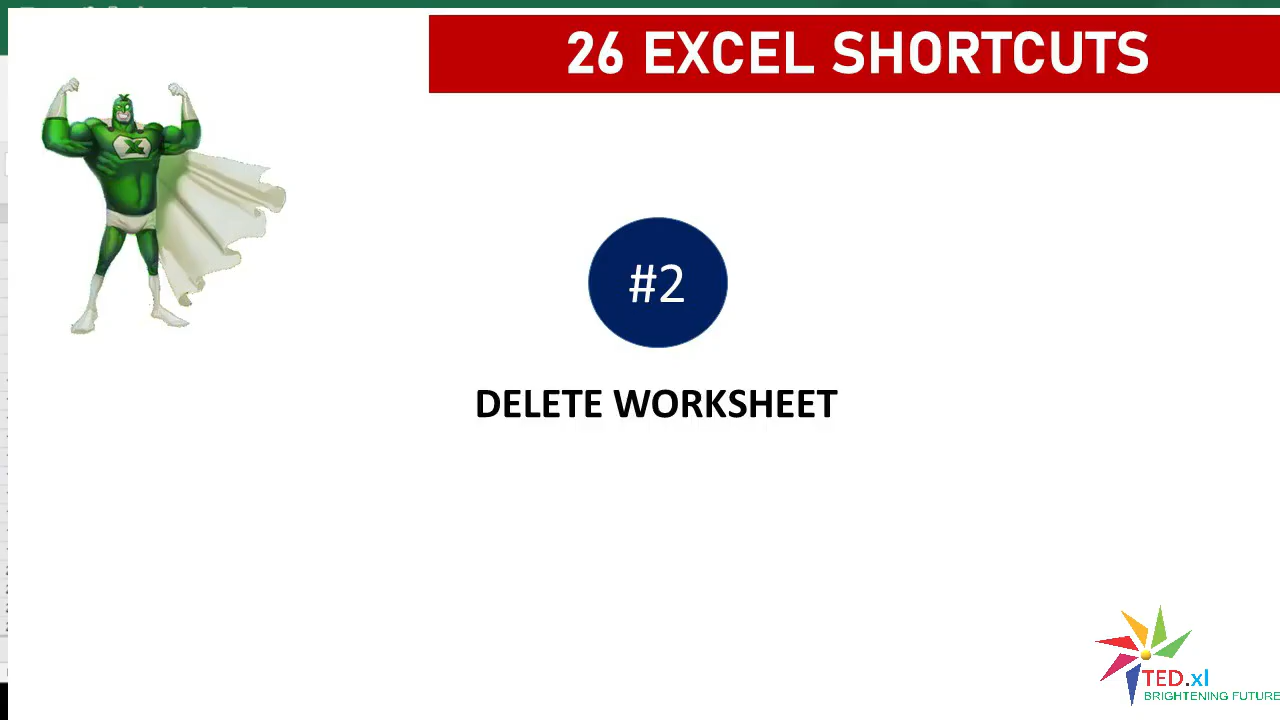 26 EXCEL SHORTCUTS
#2
DELETE WORKSHEET
TED.xl
BRIGHTENING FUTURE